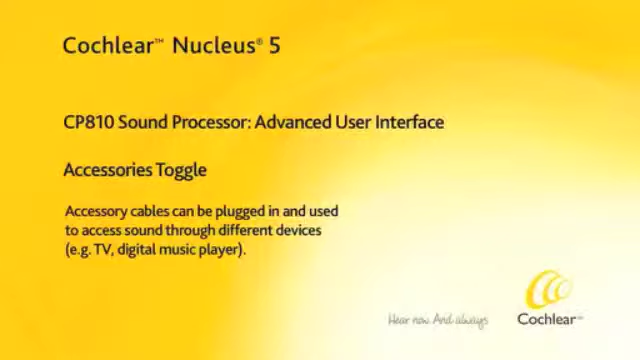 Cochlear™ Nucleus® 5
CP810 Sound Processor: Advanced User Interface
Accessories Toggle
Accessory cables can be plugged in and used
to access sound through different devices
(e.g. TV, digital music player).
Hear now. And always
Cochlear™